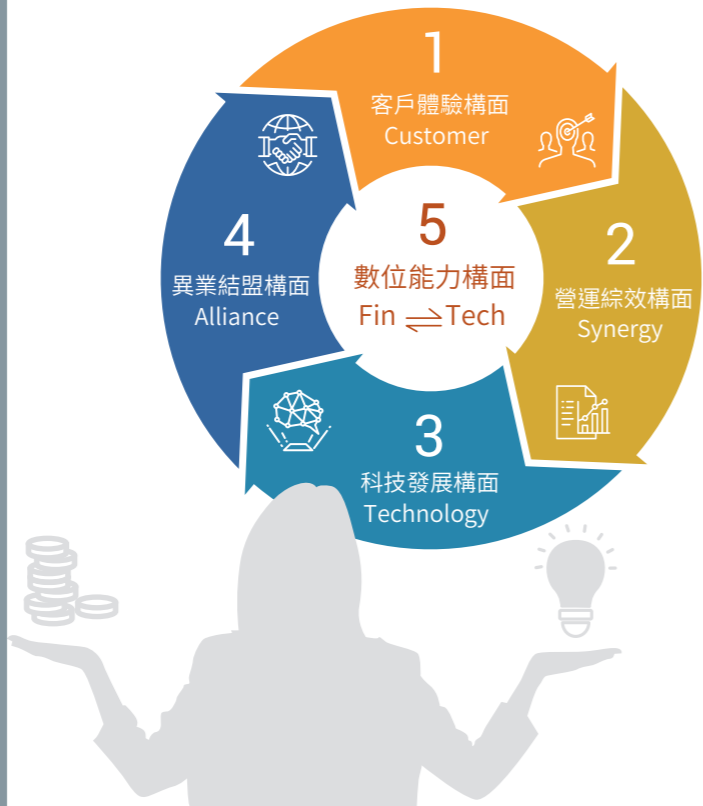 1
客戶體驗構面
Customer
2
營運綜效構面
Synergy
3
科技發展構面
Technology
4
異業結盟構面
Alliance
5
數位能力構面
Fin ⇌ Tech